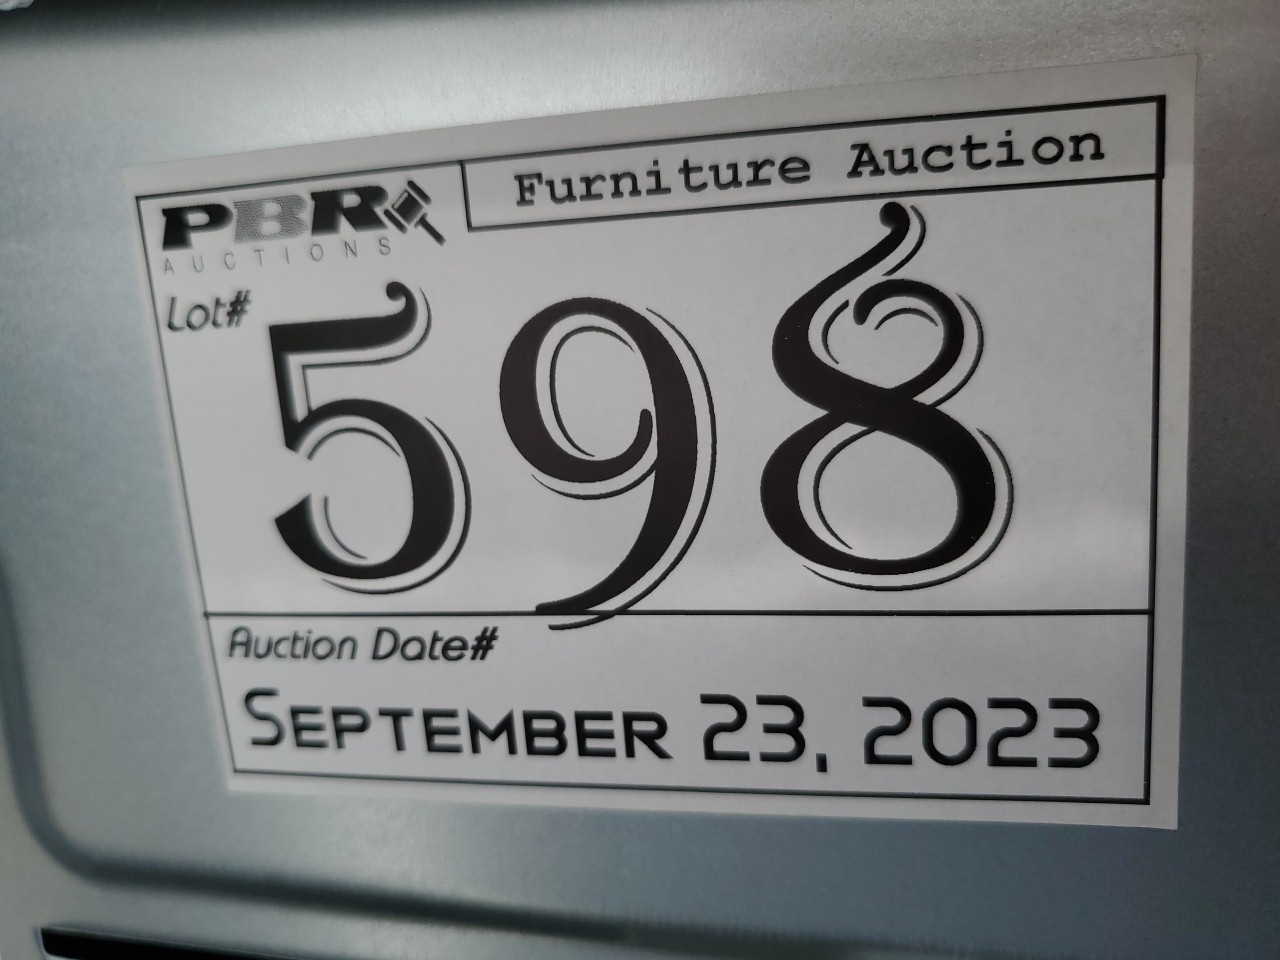 PBR
AUCTIONS
Furniture Auction
Lot#
598
Auction Date#
September 23, 2023